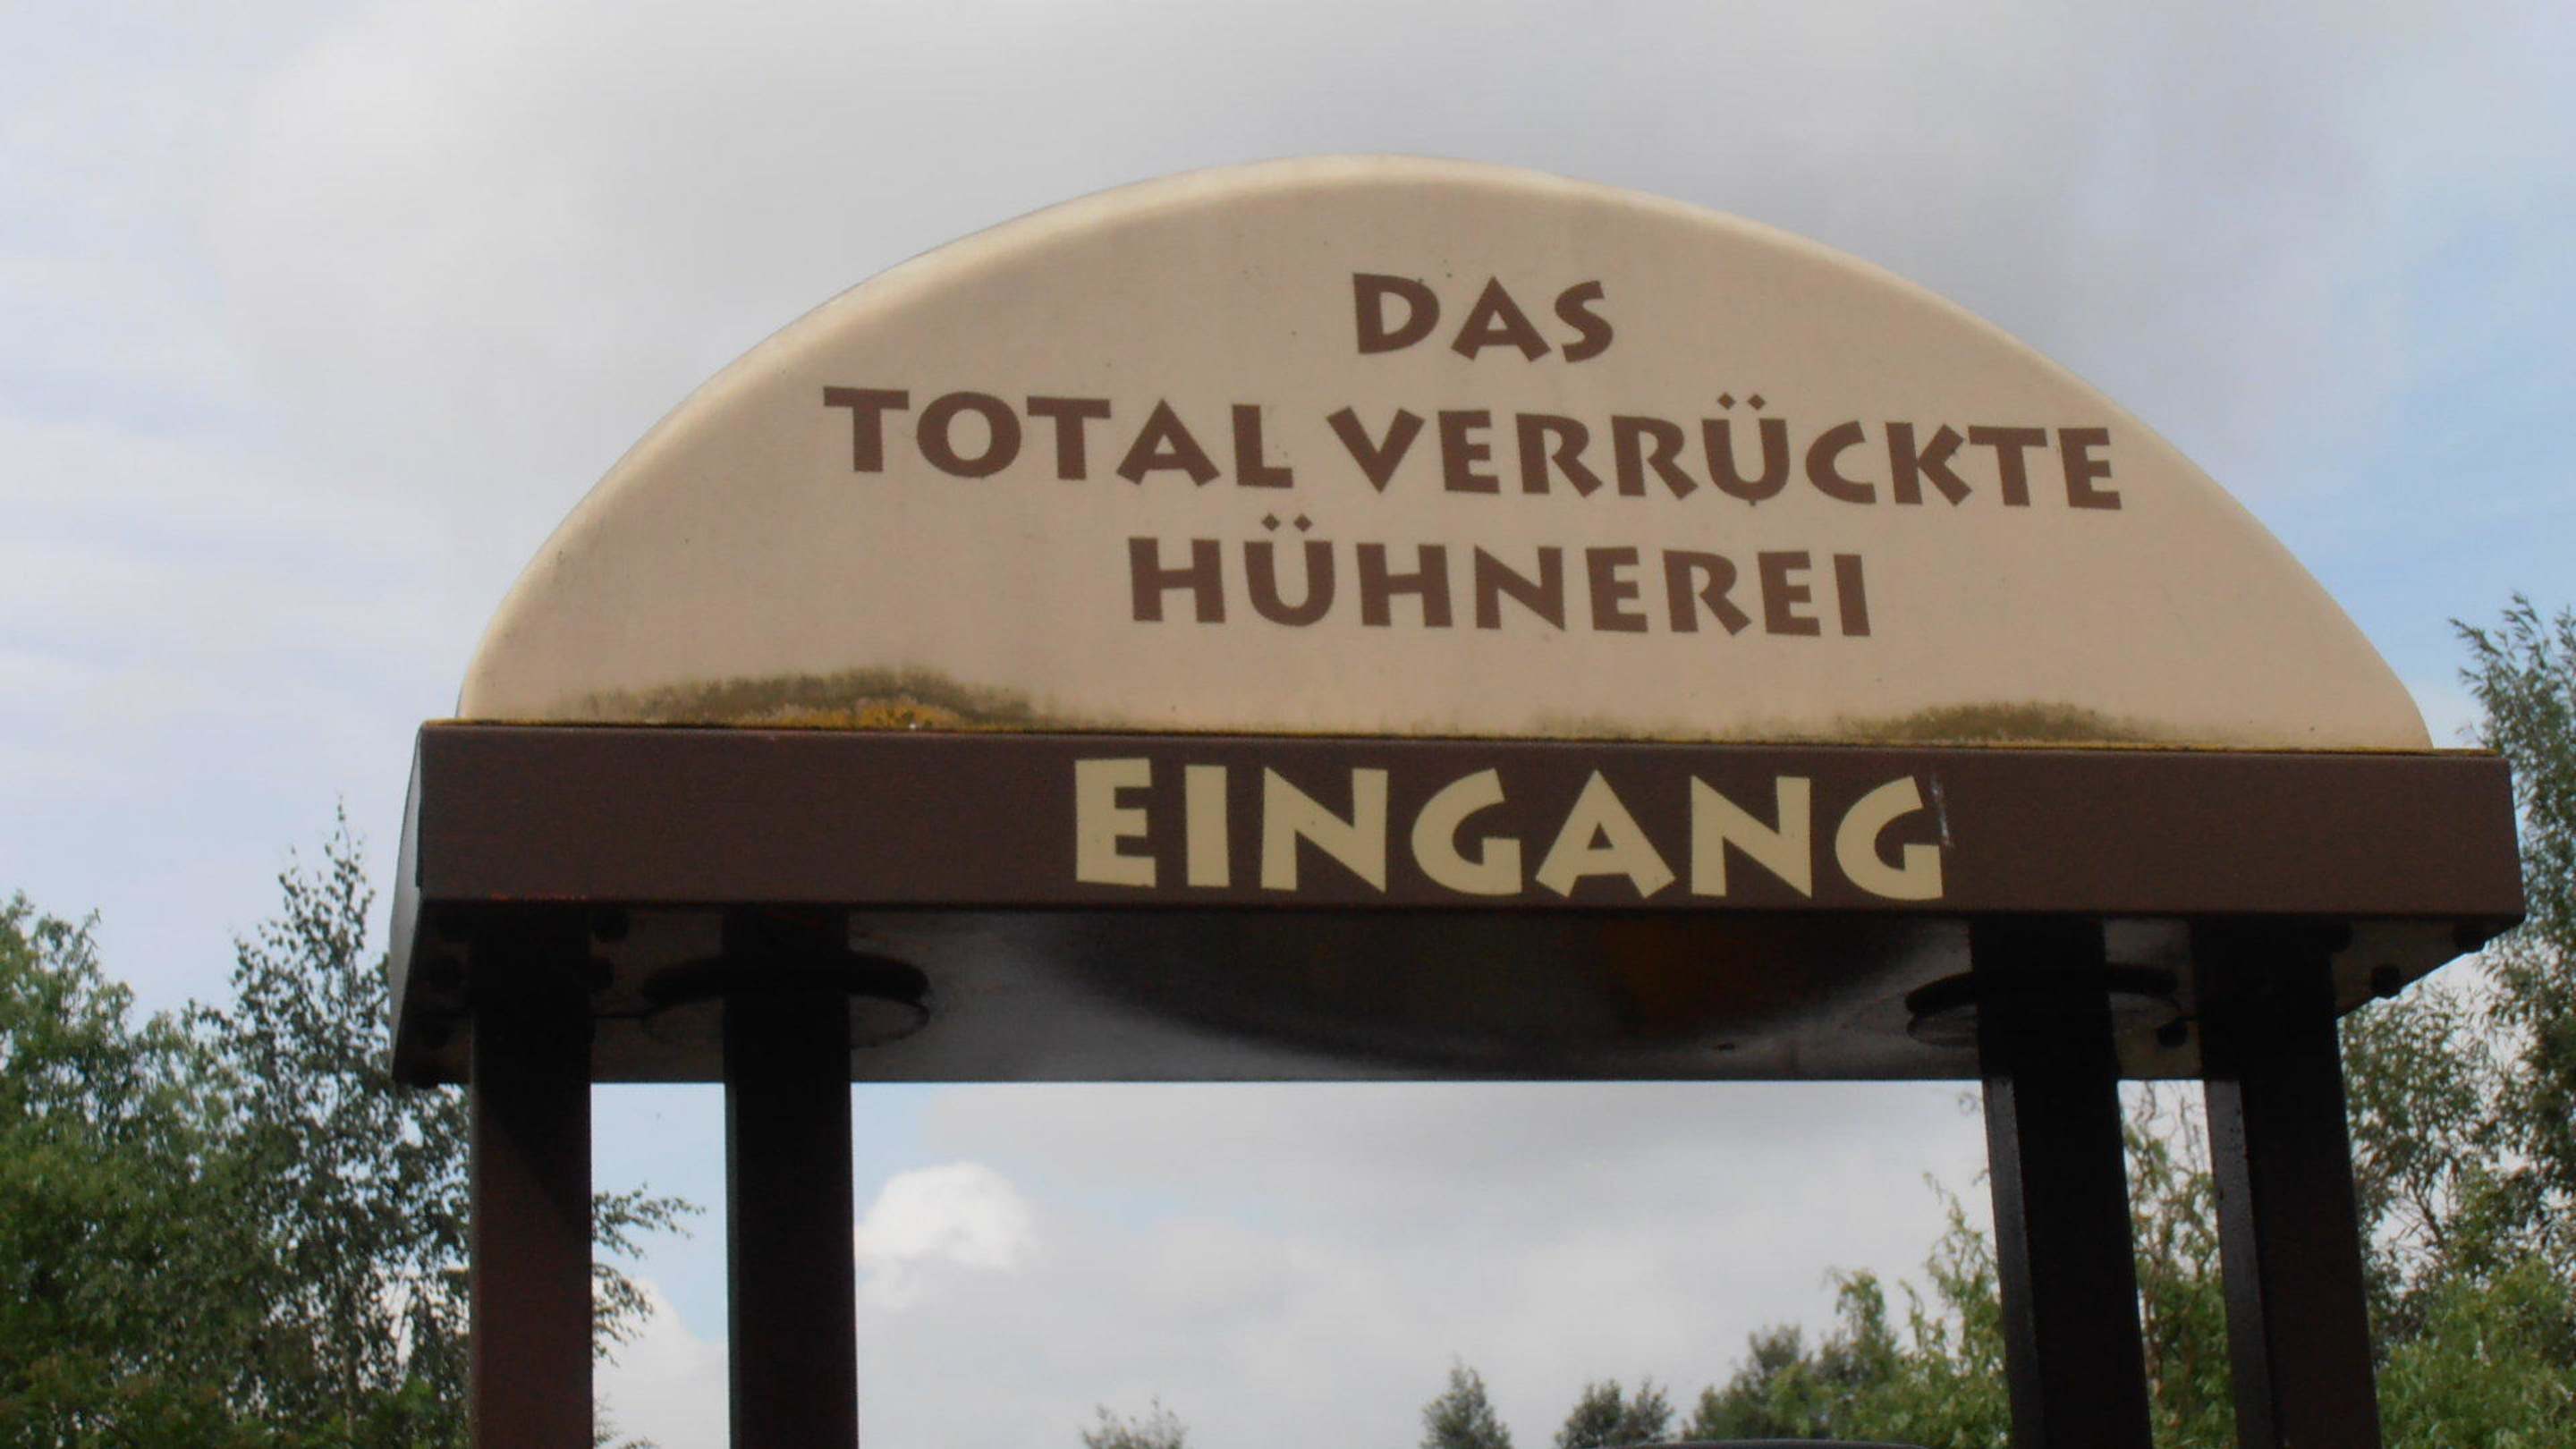 DAS
TOTAL VERRÜCKTE
HÜHNEREI
EINGANG